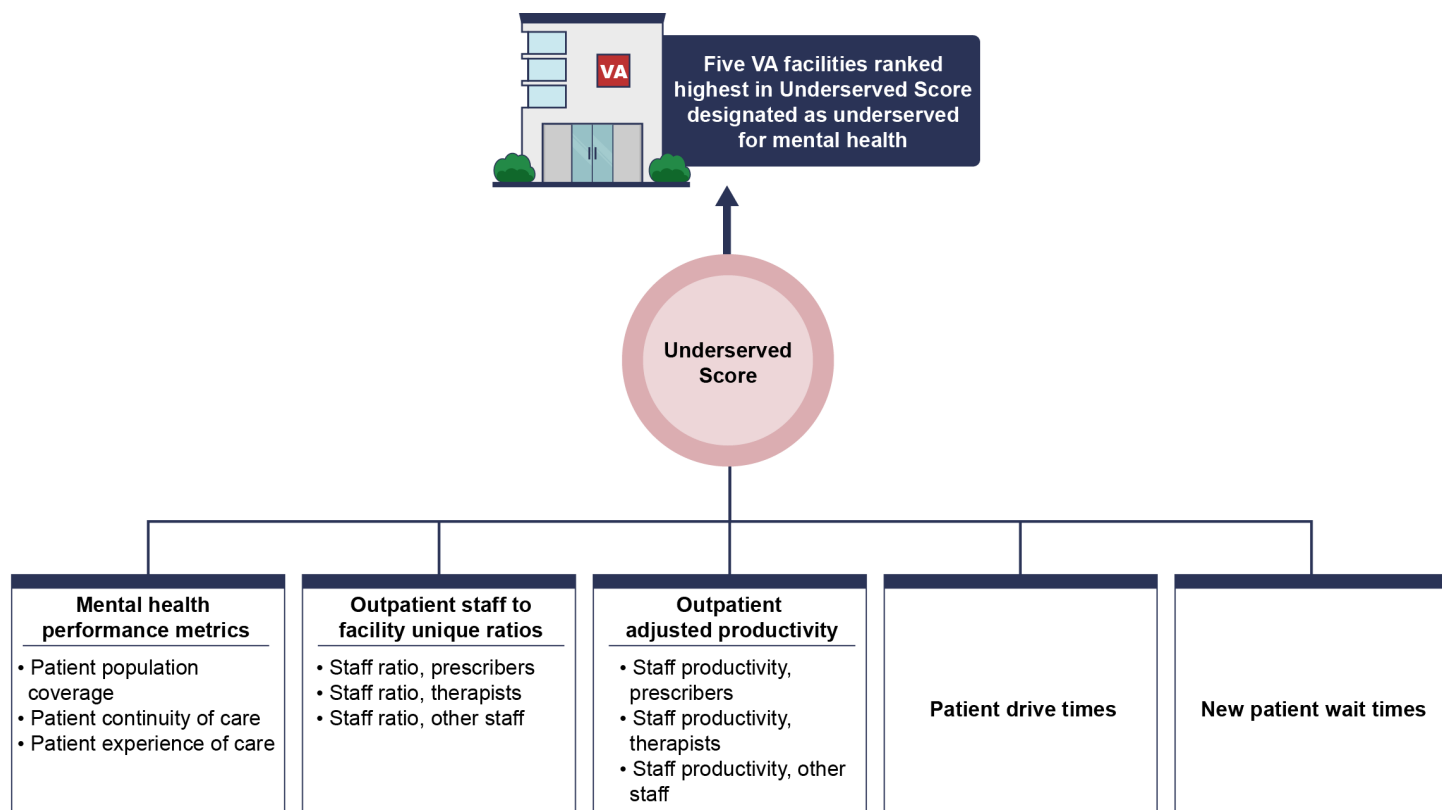 VA
Five VA facilities ranked
highest in Underserved Score
designated as underserved
for mental health
Underserved
Score
Mental health
performance metrics
• Patient population
coverage
• Patient continuity of care
• Patient experience of care
Outpatient staff to
facility unique ratios
• Staff ratio, prescribers
• Staff ratio, therapists
• Staff ratio, other staff
Outpatient
adjusted productivity
• Staff productivity,
prescribers
• Staff productivity,
therapists
• Staff productivity, other
staff
Patient drive times
New patient wait times